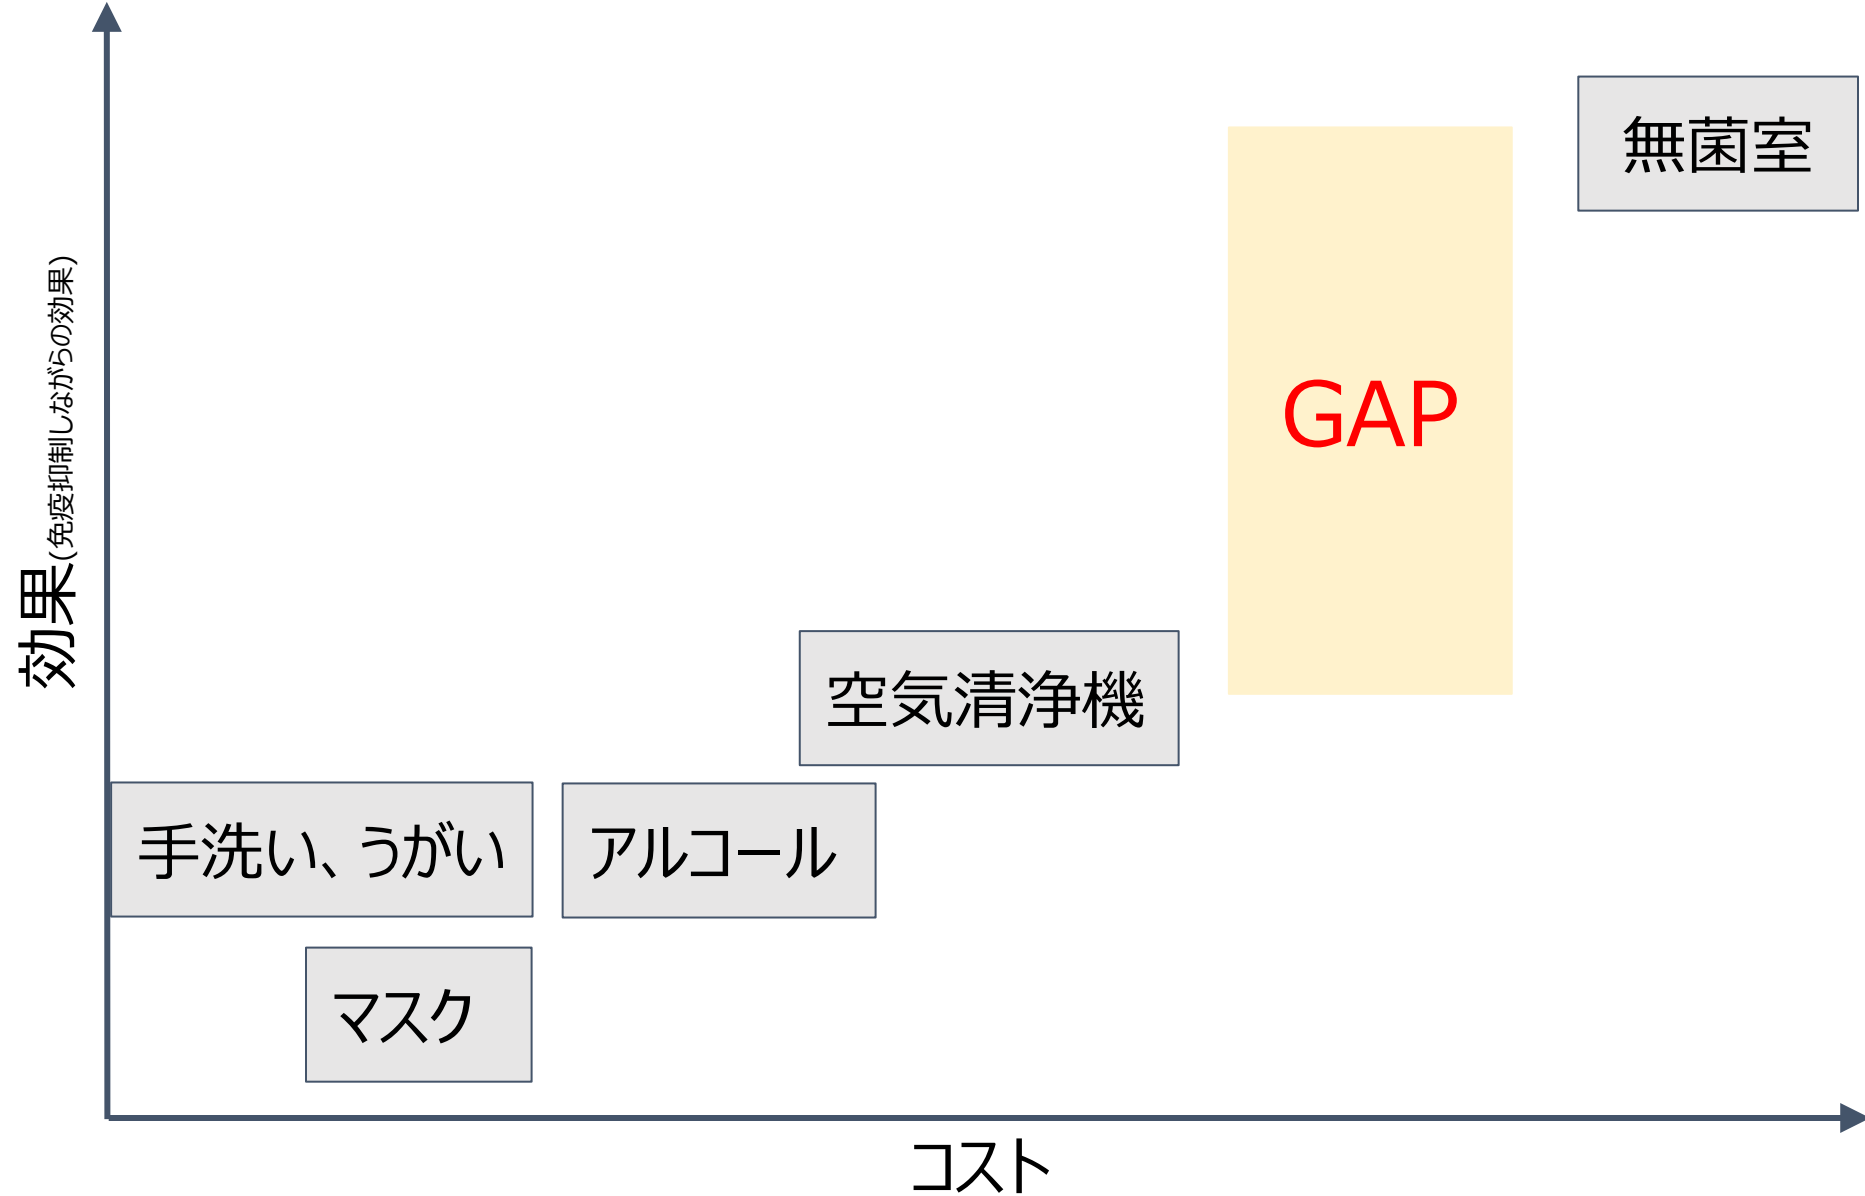 無菌室
GAP
効果(免疫抑制しながらの効果)
空気清浄機
手洗い、うがい
アルコール
マスク
コスト